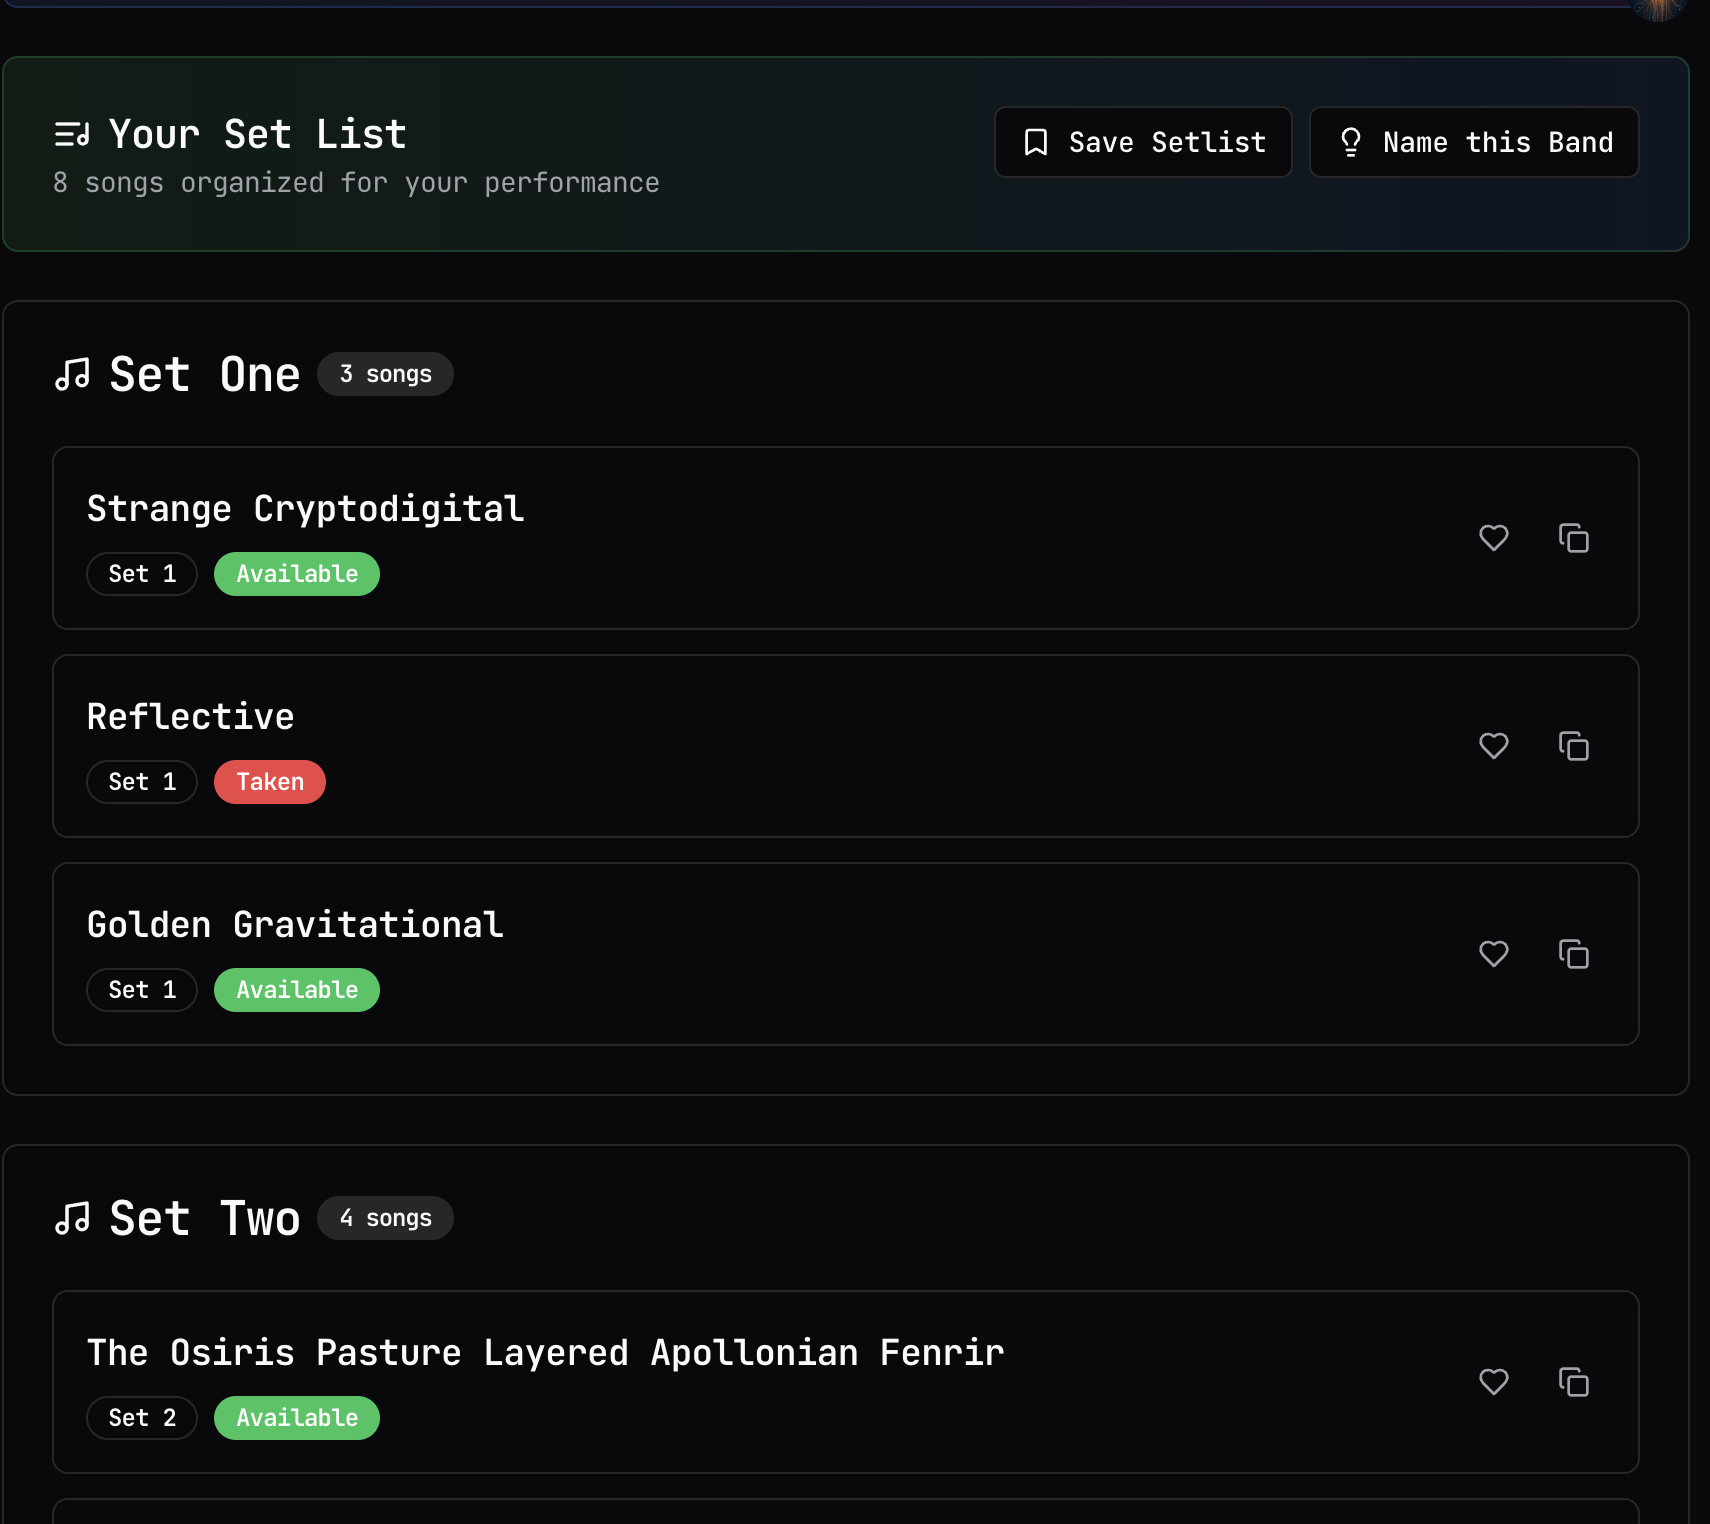 Your Set List
8 songs organized for your performance
Save Setlist
Name this Band
Set One
3 songs
Strange Cryptodigital
Set 1
Available
Reflective
Set 1
Taken
Golden Gravitational
Set 1
Available
Set Two
4 songs
The Osiris Pasture Layered Apollonian Fenrir
Set 2
Available